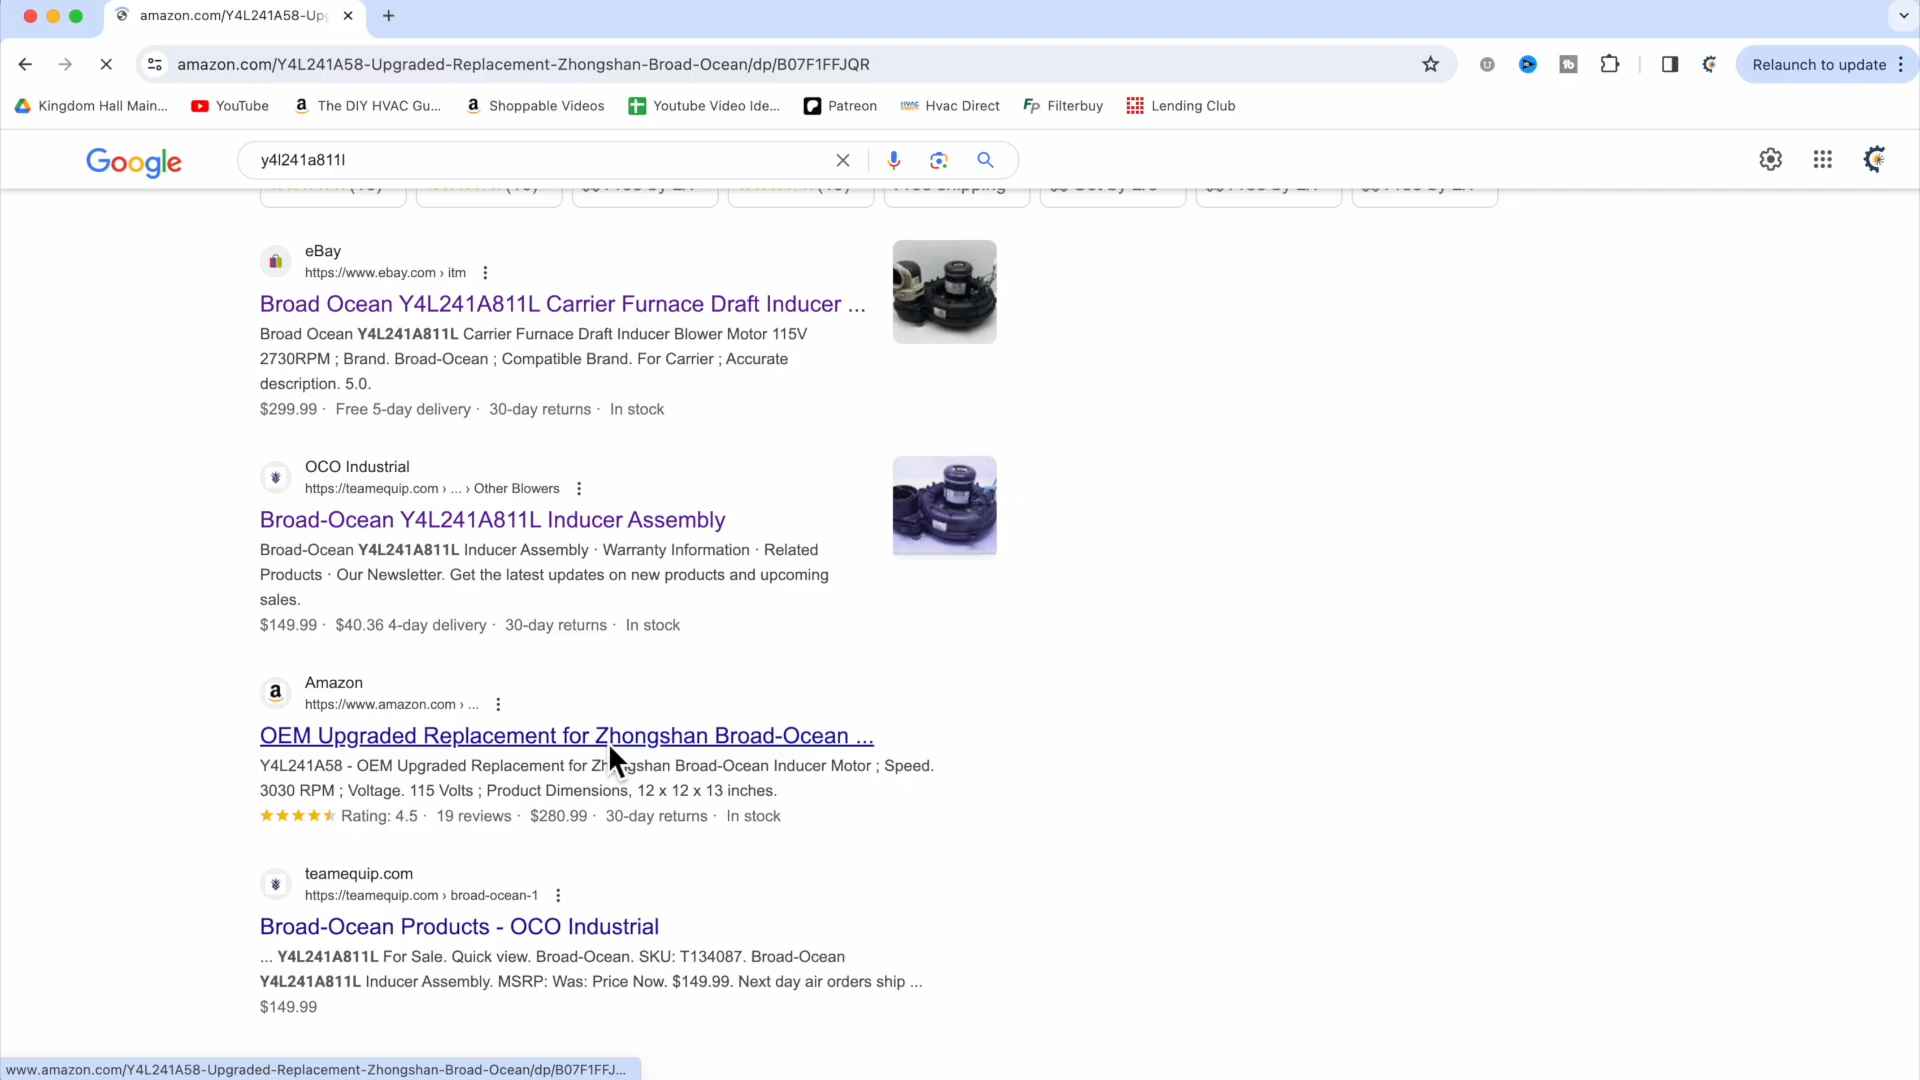 amazon.com/Y4L241A58-Up
amazon.com/Y4L241A58-Upgraded-Replacement-Zhongshan-Broad-Ocean/dp/B07F1FFJQR
Relaunch to update
Kingdom Hall Main...
YouTube
The DIY HVAC Gu...
Shoppable Videos
Youtube Video Ide...
Patreon
Hvac Direct
Filterbuy
Lending Club
Google
y4l241a811l
eBay
https://www.ebay.com › itm
Broad Ocean Y4L241A811L Carrier Furnace Draft Inducer ...
Broad Ocean Y4L241A811L Carrier Furnace Draft Inducer Blower Motor 115V
2730RPM ; Brand. Broad-Ocean ; Compatible Brand. For Carrier ; Accurate
description. 5.0.
$299.99 · Free 5-day delivery · 30-day returns · In stock
OCO Industrial
https://teamequip.com › ... › Other Blowers
Broad-Ocean Y4L241A811L Inducer Assembly
Broad-Ocean Y4L241A811L Inducer Assembly · Warranty Information · Related
Products · Our Newsletter. Get the latest updates on new products and upcoming
sales.
$149.99 · $40.36 4-day delivery · 30-day returns · In stock
Amazon
https://www.amazon.com › ...
OEM Upgraded Replacement for Zhongshan Broad-Ocean ...
Y4L241A58 - OEM Upgraded Replacement for Zhongshan Broad-Ocean Inducer Motor ; Speed.
3030 RPM ; Voltage. 115 Volts ; Product Dimensions, 12 x 12 x 13 inches.
Rating: 4.5 · 19 reviews · $280.99 · 30-day returns · In stock
teamequip.com
https://teamequip.com › broad-ocean-1
Broad-Ocean Products - OCO Industrial
... Y4L241A811L For Sale. Quick view. Broad-Ocean. SKU: T134087. Broad-Ocean
Y4L241A811L Inducer Assembly. MSRP: Was: Price Now. $149.99. Next day air orders ship ...
$149.99
www.amazon.com/Y4L241A58-Upgraded-Replacement-Zhongshan-Broad-Ocean/dp/B07F1FFJ...